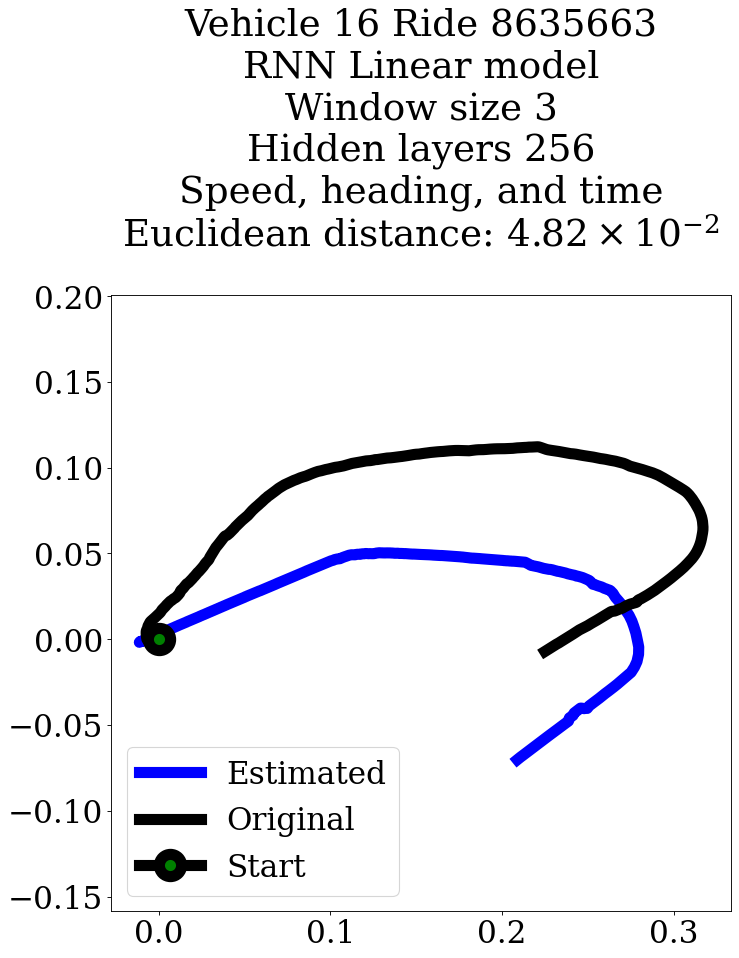 Vehicle 16 Ride 8635663
RNN Linear model
Window size 3
Hidden layers 256
Speed, heading, and time
Euclidean distance: 4.82 × 10⁻²
0.20
0.15
0.10
0.05
0.00
−0.05
−0.10
−0.15
Estimated
Original
Start
0.0 0.1 0.2 0.3